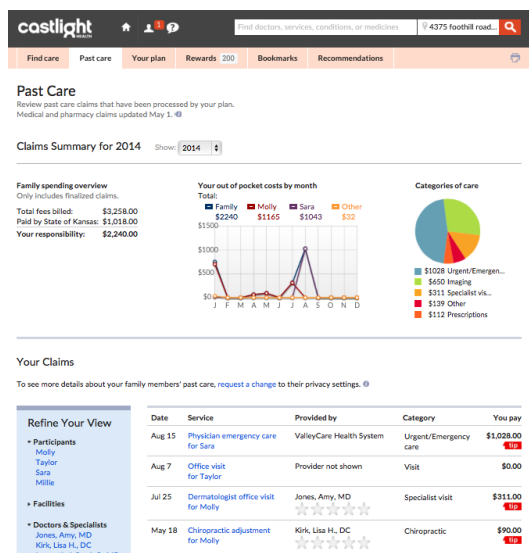 castlight
HEALTH
1
?
Find doctors, services, conditions, or medicines
4375 foothill road...
Find care
Past care
Your plan
Rewards 200
Bookmarks
Recommendations
Past Care
Review past care claims that have been processed by your plan.
Medical and pharmacy claims updated May 1.
Claims Summary for 2014 Show: 2014
Family spending overview
Only includes finalized claims.
Total fees billed: $3,258.00
Paid by State of Kansas: $1,018.00
Your responsibility: $2,240.00
Your out of pocket costs by month
Total:
Family Molly Sara Other
$2240 $1165 $1043 $32
$1500
$1000
$500
$0
J F M A M J J A S O N D
Categories of care
$1028 Urgent/Emergen...
$650 Imaging
$311 Specialist vis...
$139 Other
$112 Prescriptions
Your Claims
To see more details about your family members' past care, request a change to their privacy settings.
Refine Your View
Participants
Molly
Taylor
Sara
Millie
Facilities
Doctors & Specialists
Jones, Amy, MD
Kirk, Lisa H., DC
Date Service Provided by Category You pay
Aug 15 Physician emergency care ValleyCare Health System Urgent/Emergency $1,028.00
for Sara care tip
Aug 7 Office visit Provider not shown Visit $0.00
for Taylor
Jul 25 Dermatologist office visit Jones, Amy, MD Specialist visit $311.00
for Molly tip
May 18 Chiropractic adjustment Kirk, Lisa H., DC Chiropractic $90.00
for Molly tip